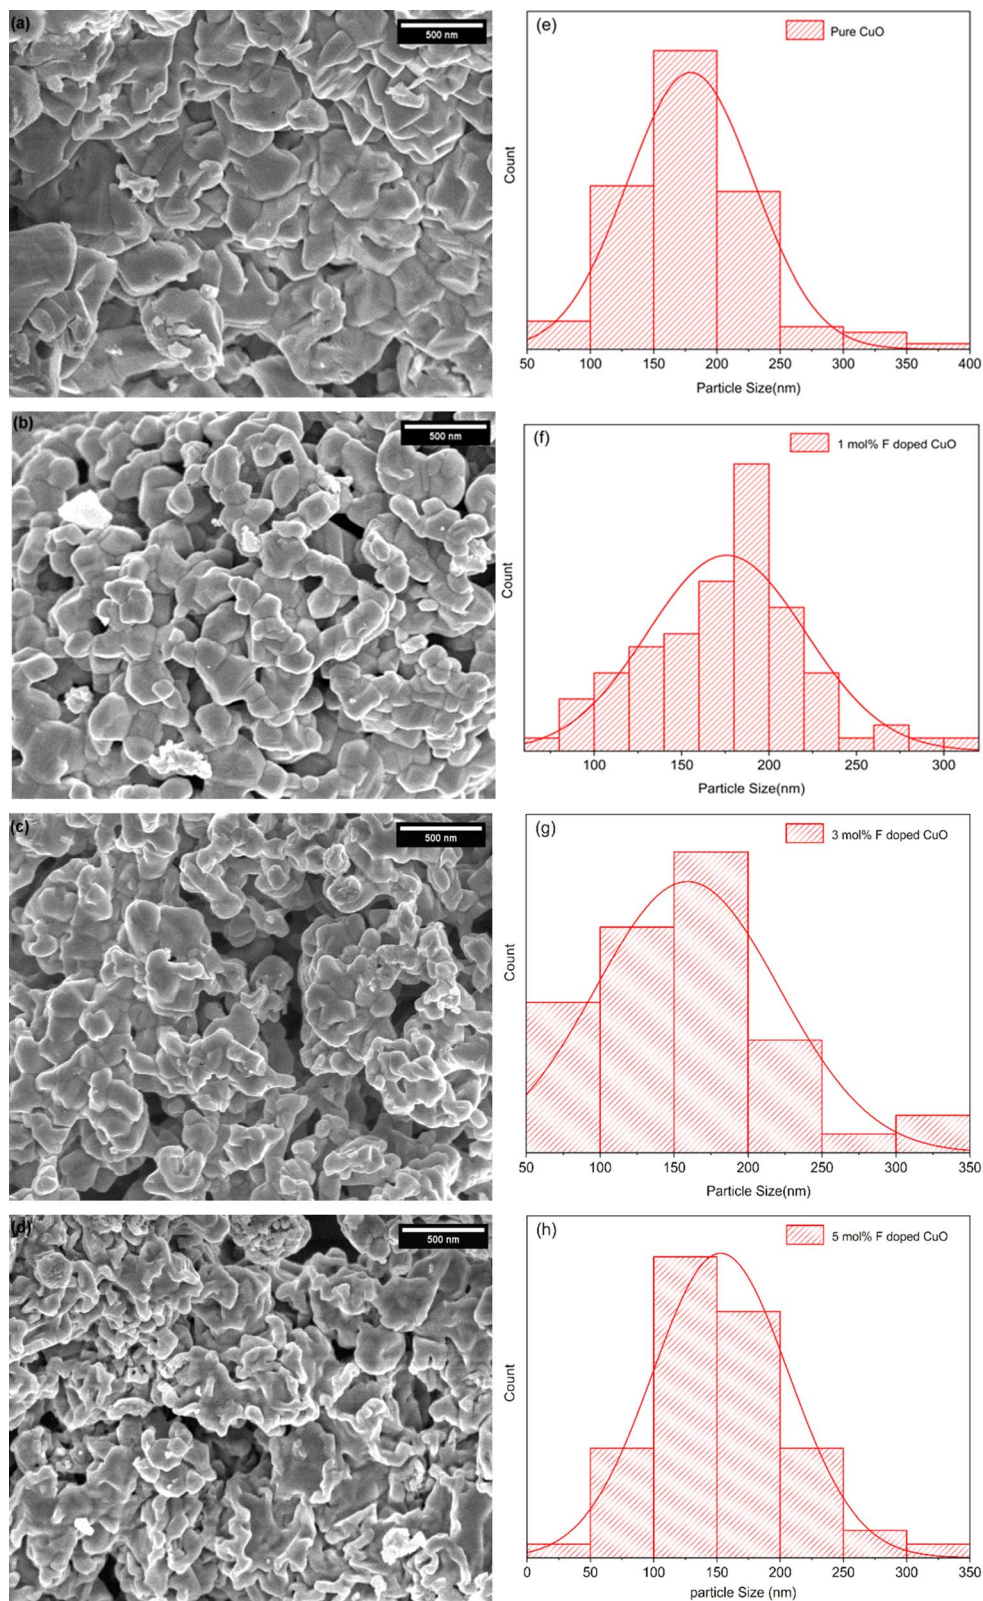 (a)
500 nm
(e)
Pure CuO
Count
50 100 150 200 250 300 350 400
Particle Size(nm)
(b)
500 nm
(f)
1 mol% F doped CuO
Count
100 150 200 250 300
Particle Size(nm)
(c)
500 nm
(g)
3 mol% F doped CuO
Count
50 100 150 200 250 300 350
Particle Size(nm)
(d)
500 nm
(h)
5 mol% F doped CuO
Count
0 50 100 150 200 250 300 350
particle Size (nm)